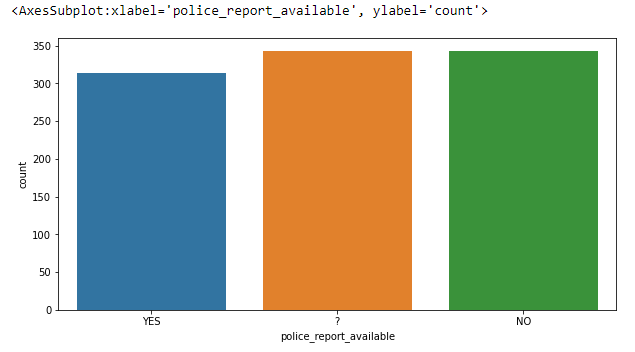 <AxesSubplot:xlabel='police_report_available', ylabel='count'>
350
300
250
200
150
100
50
0
count
YES ? NO
police_report_available